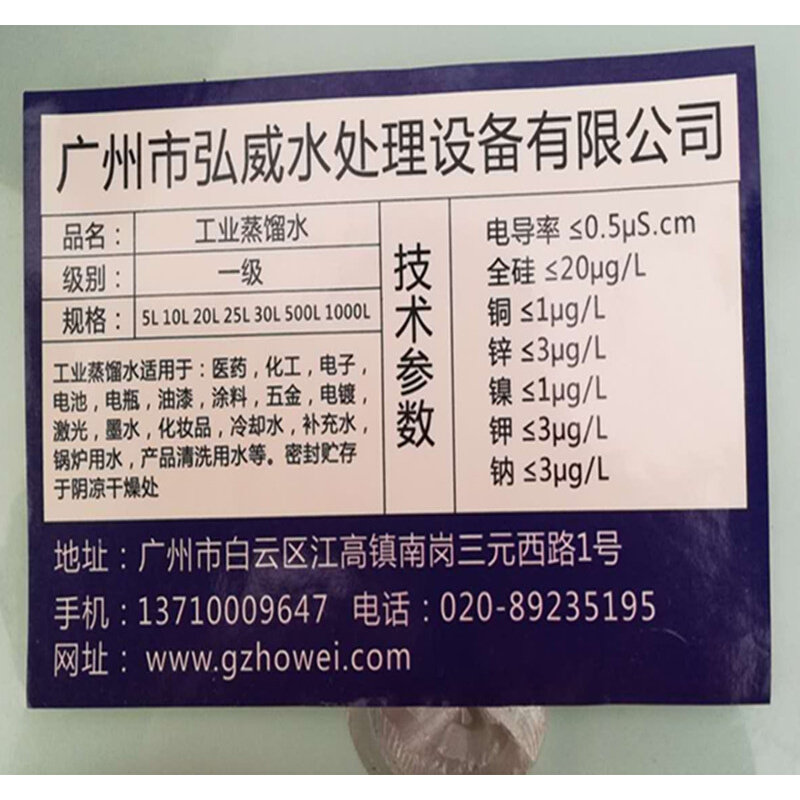 广州市弘威水处理设备有限公司
品名： 工业蒸馏水
级别： 一级
规格： 5L 10L 20L 25L 30L 500L 1000L
工业蒸馏水适用于：医药，化工，电子，
电池，电瓶，油漆，涂料，五金，电镀，
激光，墨水，化妆品，冷却水，补充水，
锅炉用水，产品清洗用水等。密封贮存
于阴凉干燥处
技术参数
电导率 ≤0.5μS.cm
全硅 ≤20μg/L
铜 ≤1μg/L
锌 ≤3μg/L
镍 ≤1μg/L
钾 ≤3μg/L
钠 ≤3μg/L
地址：广州市白云区江高镇南岗三元西路1号
手机：13710009647 电话：020-89235195
网址： www.gzhowei.com